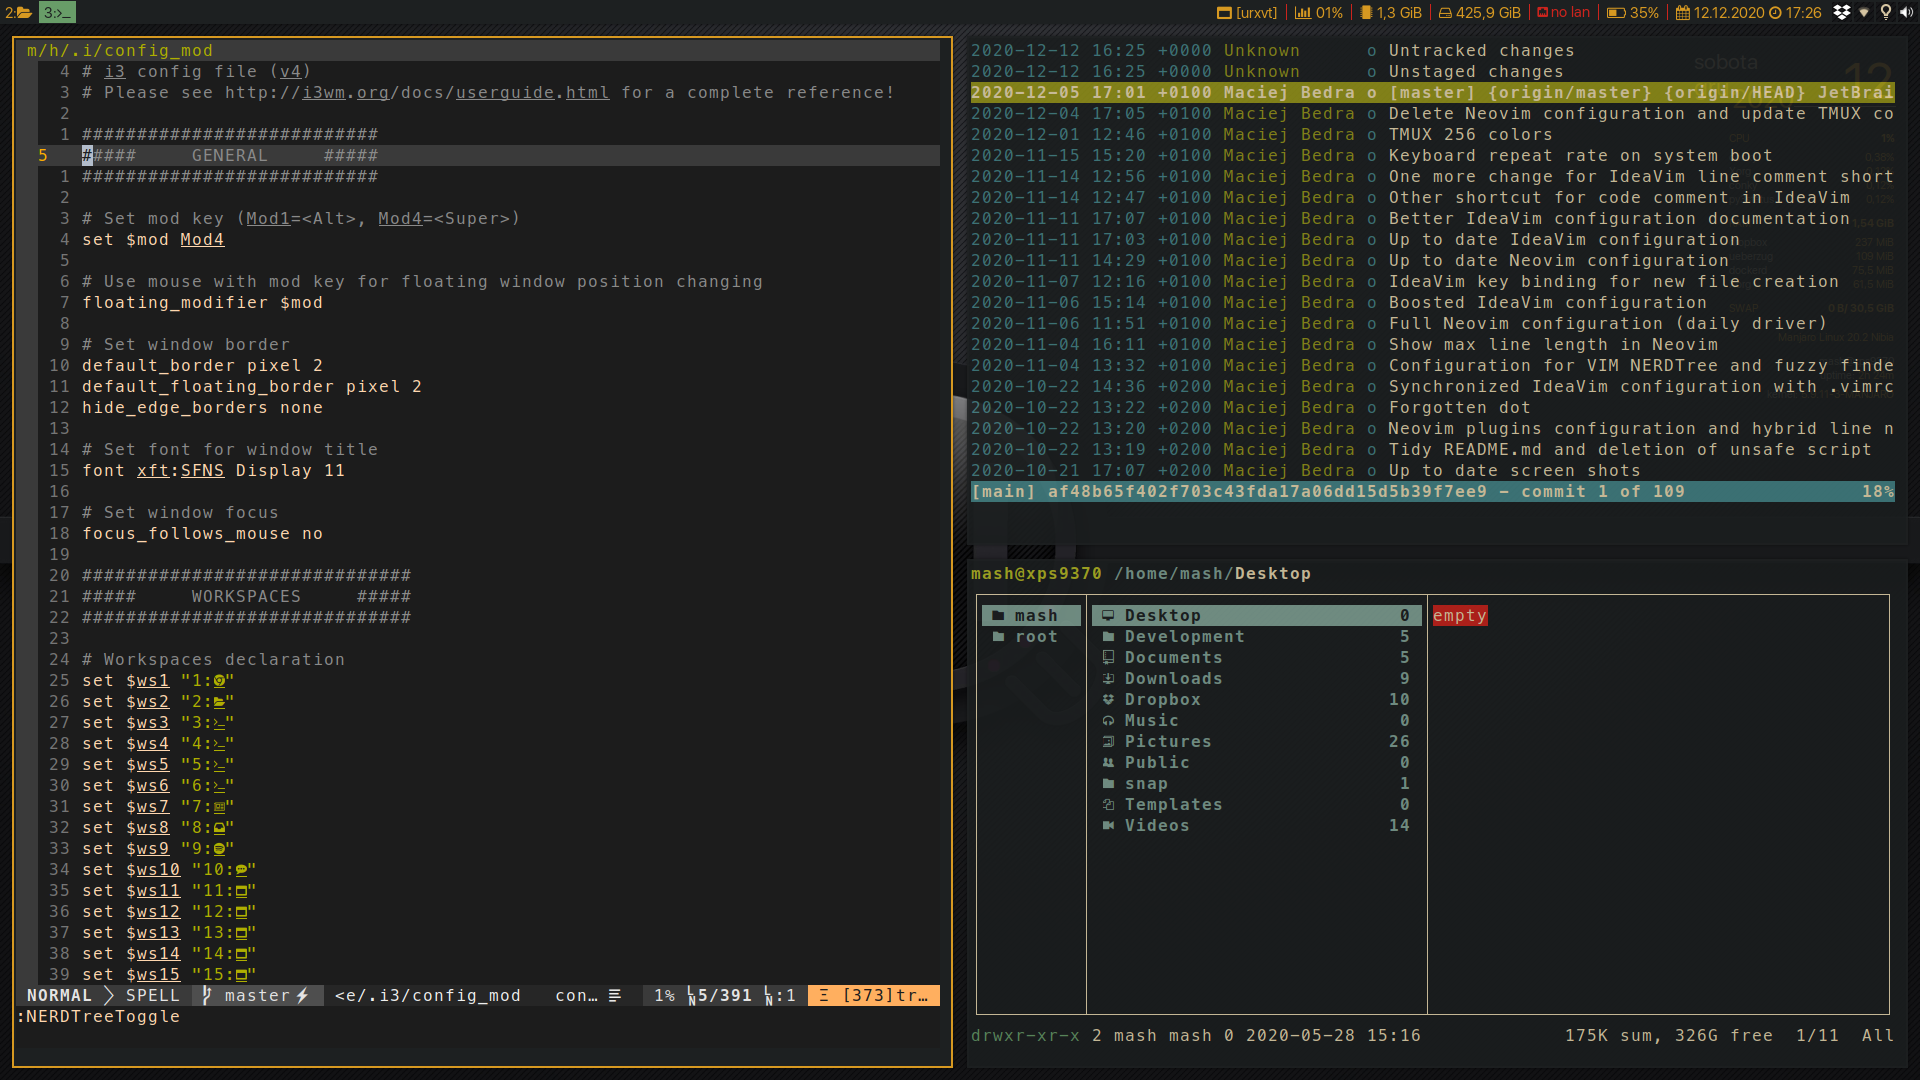 2: 3:>_ [urxvt] 01% 1,3 GiB 425,9 GiB no lan 35% 12.12.2020 17:26
m/h/.i/config_mod
4 # i3 config file (v4)
3 # Please see http://i3wm.org/docs/userguide.html for a complete reference!
2
1 ###########################
5 #####     GENERAL     #####
1 ###########################
2
3 # Set mod key (Mod1=<Alt>, Mod4=<Super>)
4 set $mod Mod4
5
6 # Use mouse with mod key for floating window position changing
7 floating_modifier $mod
8
9 # Set window border
10 default_border pixel 2
11 default_floating_border pixel 2
12 hide_edge_borders none
13
14 # Set font for window title
15 font xft:SFNS Display 11
16
17 # Set window focus
18 focus_follows_mouse no
19
20 ##############################
21 #####     WORKSPACES     #####
22 ##############################
23
24 # Workspaces declaration
25 set $ws1 "1:"
26 set $ws2 "2:"
27 set $ws3 "3:>_"
28 set $ws4 "4:>_"
29 set $ws5 "5:>_"
30 set $ws6 "6:>_"
31 set $ws7 "7:"
32 set $ws8 "8:"
33 set $ws9 "9:"
34 set $ws10 "10:"
35 set $ws11 "11:"
36 set $ws12 "12:"
37 set $ws13 "13:"
38 set $ws14 "14:"
39 set $ws15 "15:"
NORMAL SPELL master <e/.i3/config_mod con… 1% 5/391 :1 Ξ [373]tr…
:NERDTreeToggle
2020-12-12 16:25 +0000 Unknown      o Untracked changes
2020-12-12 16:25 +0000 Unknown      o Unstaged changes
2020-12-05 17:01 +0100 Maciej Bedra o [master] {origin/master} {origin/HEAD} JetBrai
2020-12-04 17:05 +0100 Maciej Bedra o Delete Neovim configuration and update TMUX co
2020-12-01 12:46 +0100 Maciej Bedra o TMUX 256 colors
2020-11-15 15:20 +0100 Maciej Bedra o Keyboard repeat rate on system boot
2020-11-14 12:56 +0100 Maciej Bedra o One more change for IdeaVim line comment short
2020-11-14 12:47 +0100 Maciej Bedra o Other shortcut for code comment in IdeaVim
2020-11-11 17:07 +0100 Maciej Bedra o Better IdeaVim configuration documentation
2020-11-11 17:03 +0100 Maciej Bedra o Up to date IdeaVim configuration
2020-11-11 14:29 +0100 Maciej Bedra o Up to date Neovim configuration
2020-11-07 12:16 +0100 Maciej Bedra o IdeaVim key binding for new file creation
2020-11-06 15:14 +0100 Maciej Bedra o Boosted IdeaVim configuration
2020-11-06 11:51 +0100 Maciej Bedra o Full Neovim configuration (daily driver)
2020-11-04 16:11 +0100 Maciej Bedra o Show max line length in Neovim
2020-11-04 13:32 +0100 Maciej Bedra o Configuration for VIM NERDTree and fuzzy finde
2020-10-22 14:36 +0200 Maciej Bedra o Synchronized IdeaVim configuration with .vimrc
2020-10-22 13:22 +0200 Maciej Bedra o Forgotten dot
2020-10-22 13:20 +0200 Maciej Bedra o Neovim plugins configuration and hybrid line n
2020-10-22 13:19 +0200 Maciej Bedra o Tidy README.md and deletion of unsafe script
2020-10-21 17:07 +0200 Maciej Bedra o Up to date screen shots
[main] af48b65f402f703c43fda17a06dd15d5b39f7ee9 - commit 1 of 109 18%
sobota
12
mash@xps9370 /home/mash/Desktop
mash
root
Desktop 0
Development 5
Documents 5
Downloads 9
Dropbox 10
Music 0
Pictures 26
Public 0
snap 1
Templates 0
Videos 14
empty
drwxr-xr-x 2 mash mash 0 2020-05-28 15:16 175K sum, 326G free 1/11 All